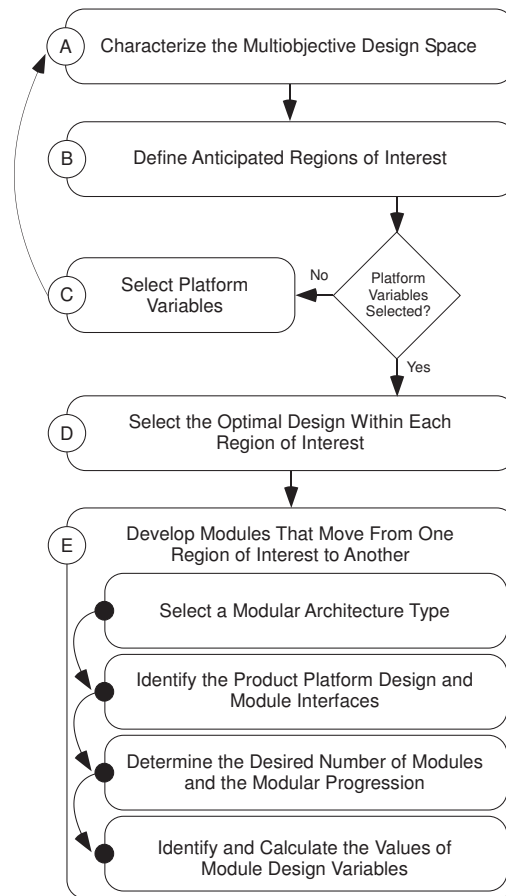 A
Characterize the Multiobjective Design Space
B
Define Anticipated Regions of Interest
C
Select Platform
Variables
No
Platform
Variables
Selected?
Yes
D
Select the Optimal Design Within Each
Region of Interest
E
Develop Modules That Move From One
Region of Interest to Another
Select a Modular Architecture Type
Identify the Product Platform Design and
Module Interfaces
Determine the Desired Number of Modules
and the Modular Progression
Identify and Calculate the Values of
Module Design Variables